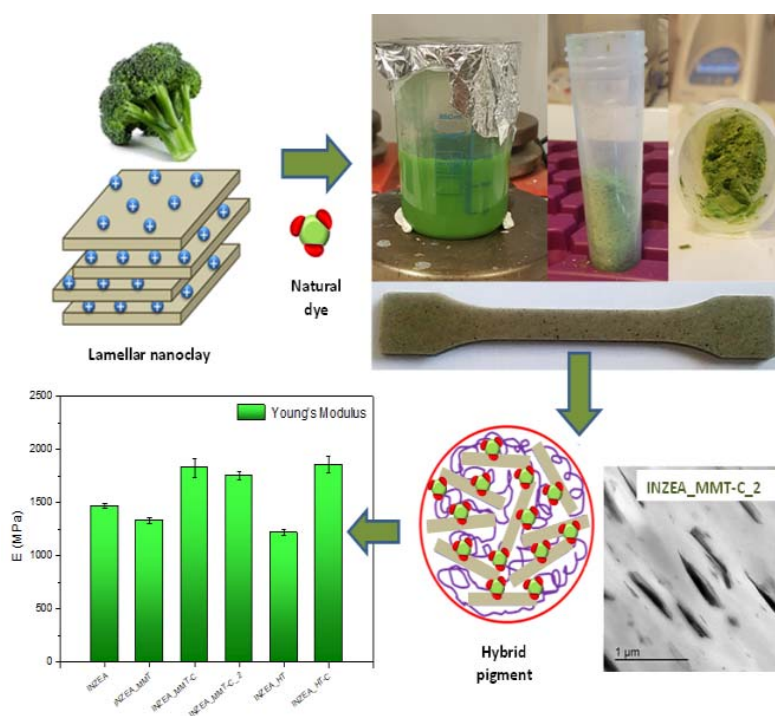 Natural
dye
Lamellar nanoclay
2500
2000
1500
1000
500
0
E (MPa)
Young's Modulus
INZEA
INZEA_MMT
INZEA_MMT-C
INZEA_MMT-C_2
INZEA_HT
INZEA_HT-C
Hybrid
pigment
INZEA_MMT-C_2
1 µm